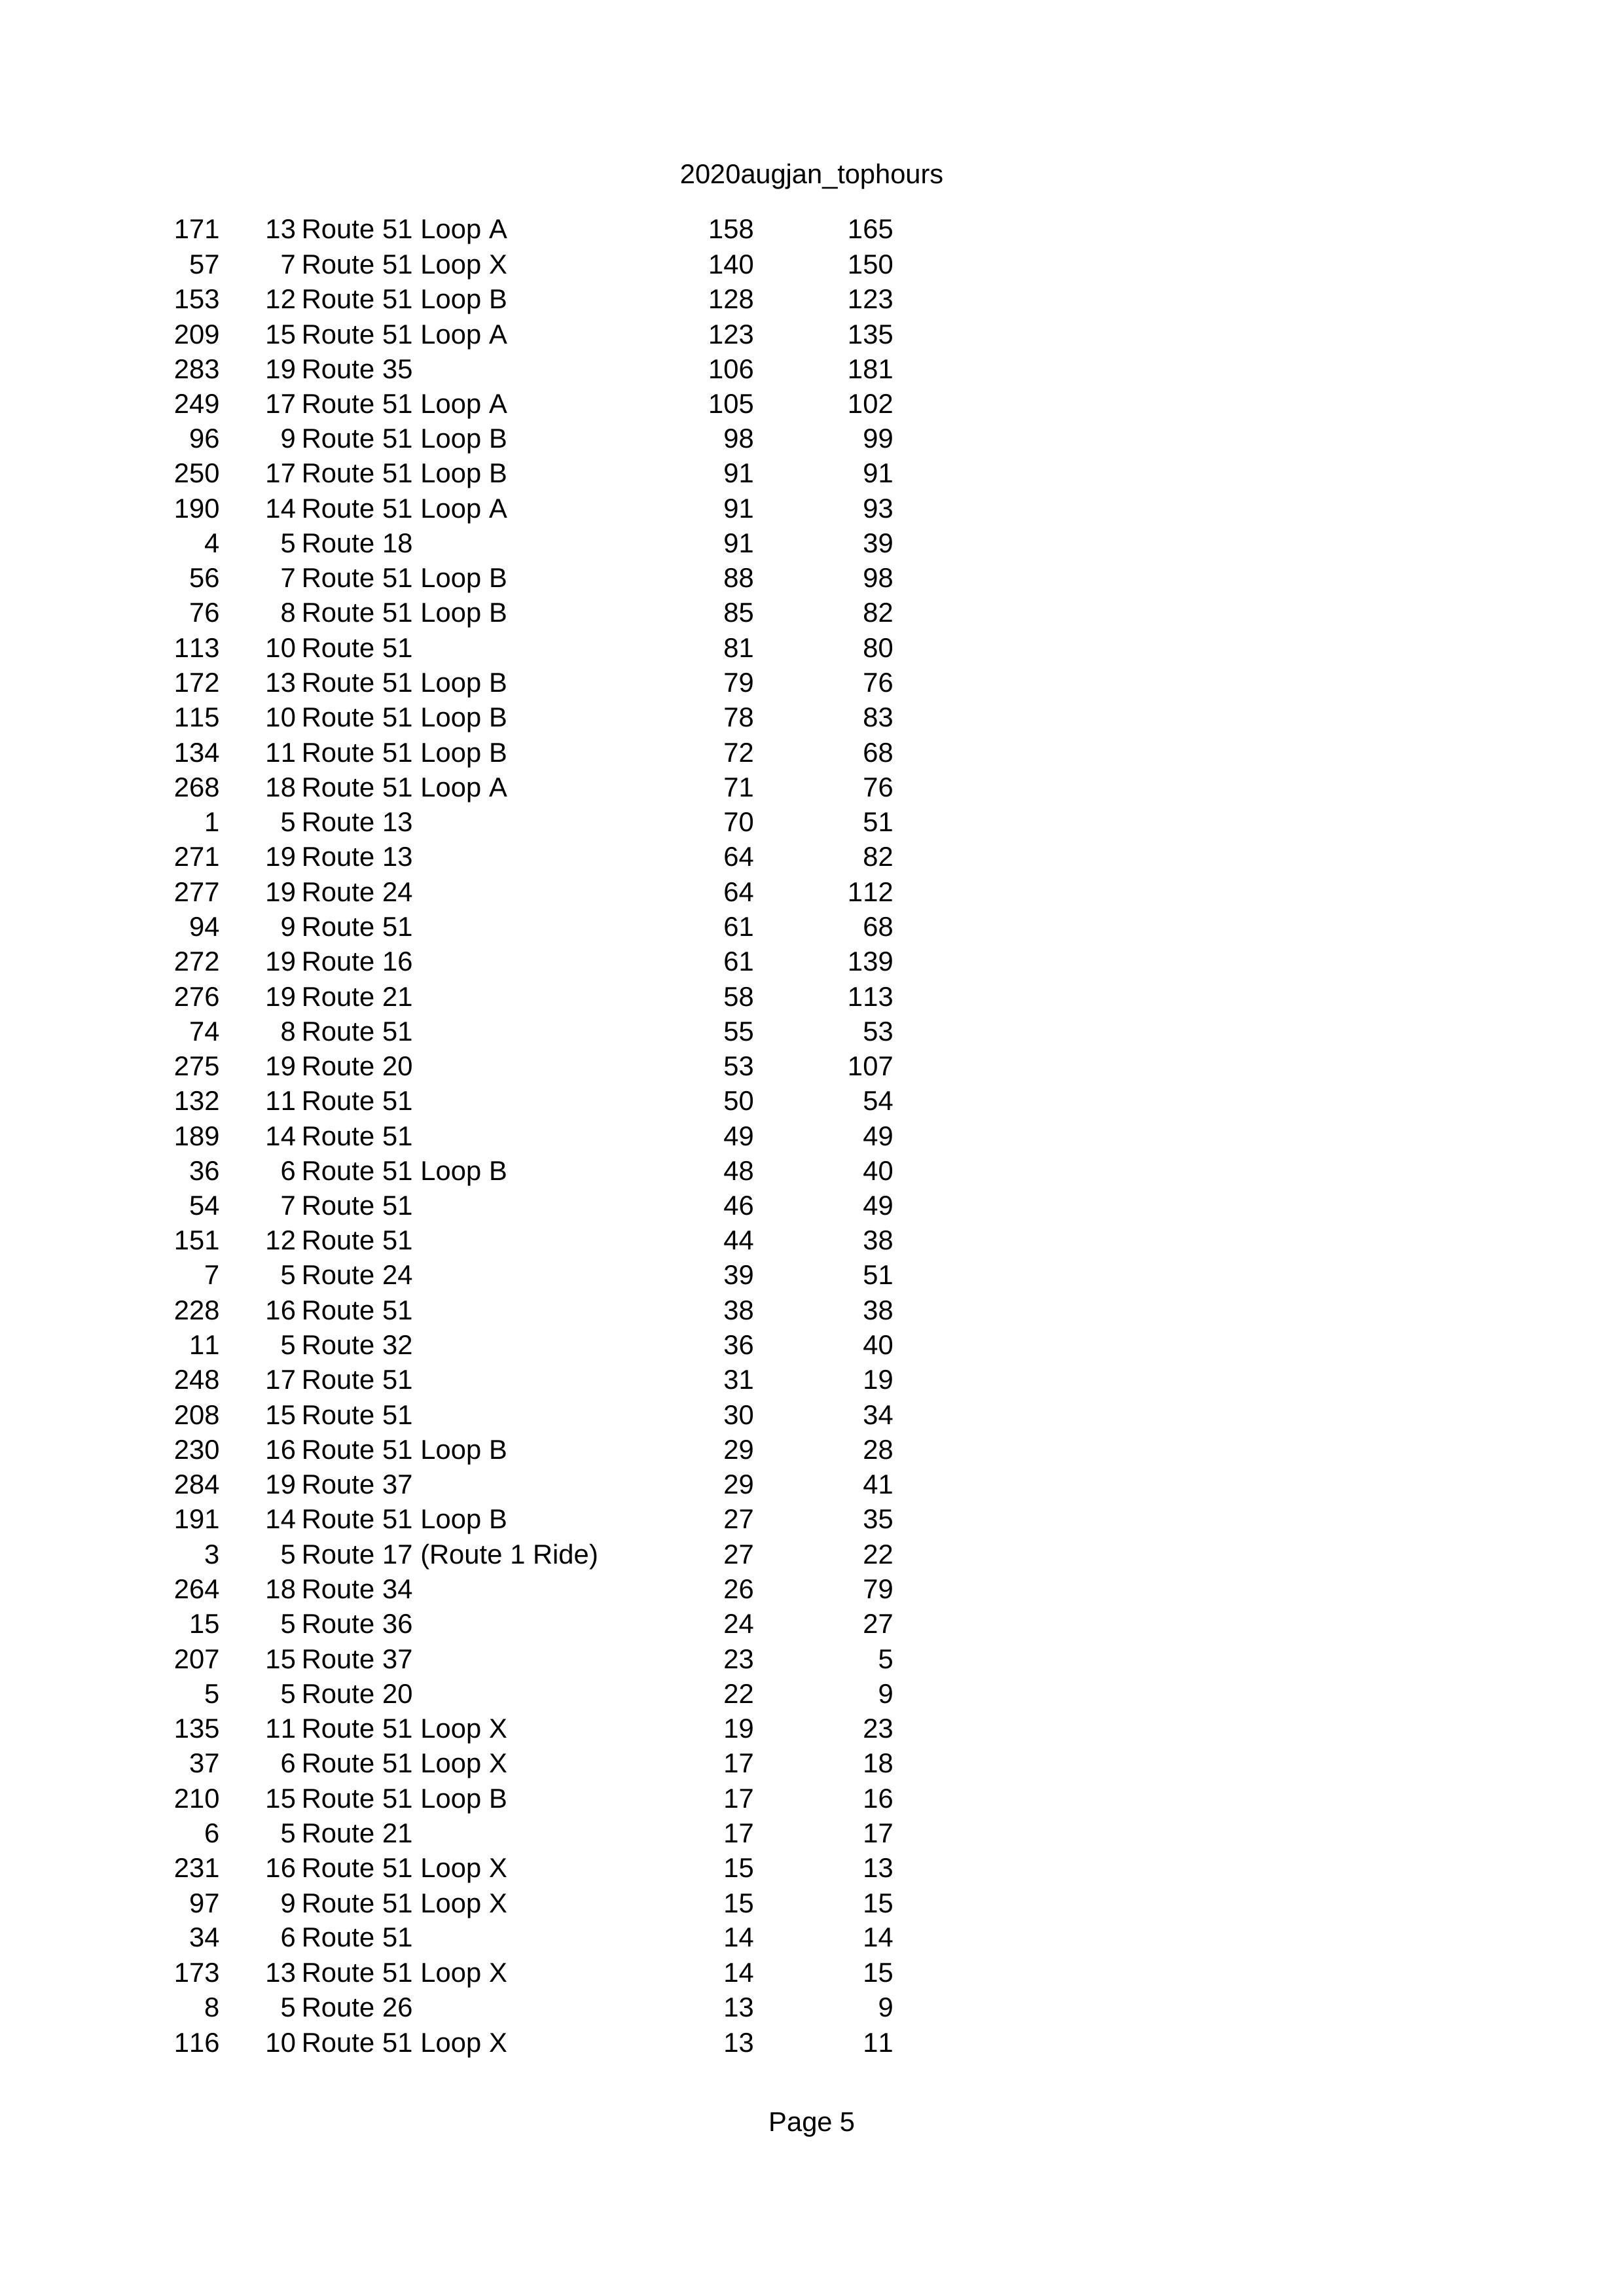 2020augjan_tophours
171 13 Route 51 Loop A 158 165
57 7 Route 51 Loop X 140 150
153 12 Route 51 Loop B 128 123
209 15 Route 51 Loop A 123 135
283 19 Route 35 106 181
249 17 Route 51 Loop A 105 102
96 9 Route 51 Loop B 98 99
250 17 Route 51 Loop B 91 91
190 14 Route 51 Loop A 91 93
4 5 Route 18 91 39
56 7 Route 51 Loop B 88 98
76 8 Route 51 Loop B 85 82
113 10 Route 51 81 80
172 13 Route 51 Loop B 79 76
115 10 Route 51 Loop B 78 83
134 11 Route 51 Loop B 72 68
268 18 Route 51 Loop A 71 76
1 5 Route 13 70 51
271 19 Route 13 64 82
277 19 Route 24 64 112
94 9 Route 51 61 68
272 19 Route 16 61 139
276 19 Route 21 58 113
74 8 Route 51 55 53
275 19 Route 20 53 107
132 11 Route 51 50 54
189 14 Route 51 49 49
36 6 Route 51 Loop B 48 40
54 7 Route 51 46 49
151 12 Route 51 44 38
7 5 Route 24 39 51
228 16 Route 51 38 38
11 5 Route 32 36 40
248 17 Route 51 31 19
208 15 Route 51 30 34
230 16 Route 51 Loop B 29 28
284 19 Route 37 29 41
191 14 Route 51 Loop B 27 35
3 5 Route 17 (Route 1 Ride) 27 22
264 18 Route 34 26 79
15 5 Route 36 24 27
207 15 Route 37 23 5
5 5 Route 20 22 9
135 11 Route 51 Loop X 19 23
37 6 Route 51 Loop X 17 18
210 15 Route 51 Loop B 17 16
6 5 Route 21 17 17
231 16 Route 51 Loop X 15 13
97 9 Route 51 Loop X 15 15
34 6 Route 51 14 14
173 13 Route 51 Loop X 14 15
8 5 Route 26 13 9
116 10 Route 51 Loop X 13 11
Page 5